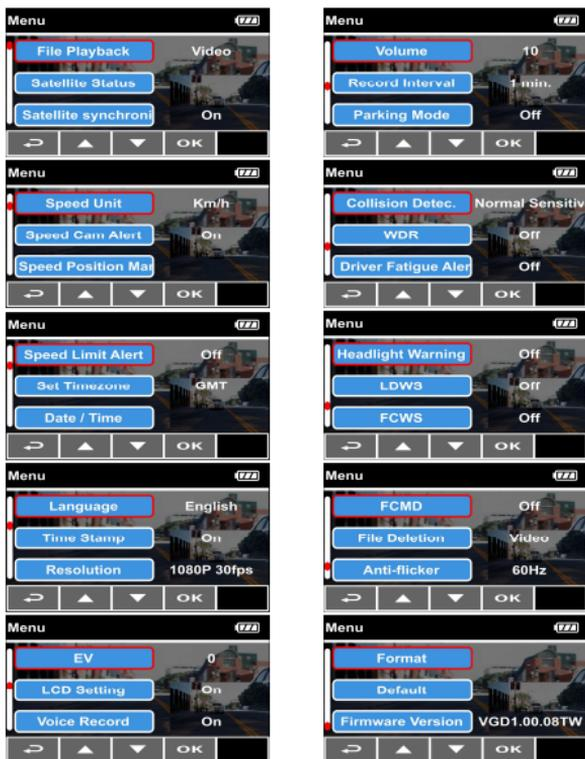 Menu
File Playback Video
Satellite Status
Satellite synchroni On
OK
Menu
Speed Unit Km/h
Speed Cam Alert On
Speed Position Man
OK
Menu
Speed Limit Alert Off
Set Timezone GMT
Date / Time
OK
Menu
Language English
Time Stamp On
Resolution 1080P 30fps
OK
Menu
EV 0
LCD Setting On
Voice Record On
OK
Menu
Volume 10
Record Interval 1 min.
Parking Mode Off
OK
Menu
Collision Detec. Normal Sensitiv
WDR Off
Driver Fatigue Aler Off
OK
Menu
Headlight Warning Off
LDWS Off
FCWS Off
OK
Menu
FCMD Off
File Deletion Video
Anti-flicker 60Hz
OK
Menu
Format
Default
Firmware Version VGD1.00.08TW
OK